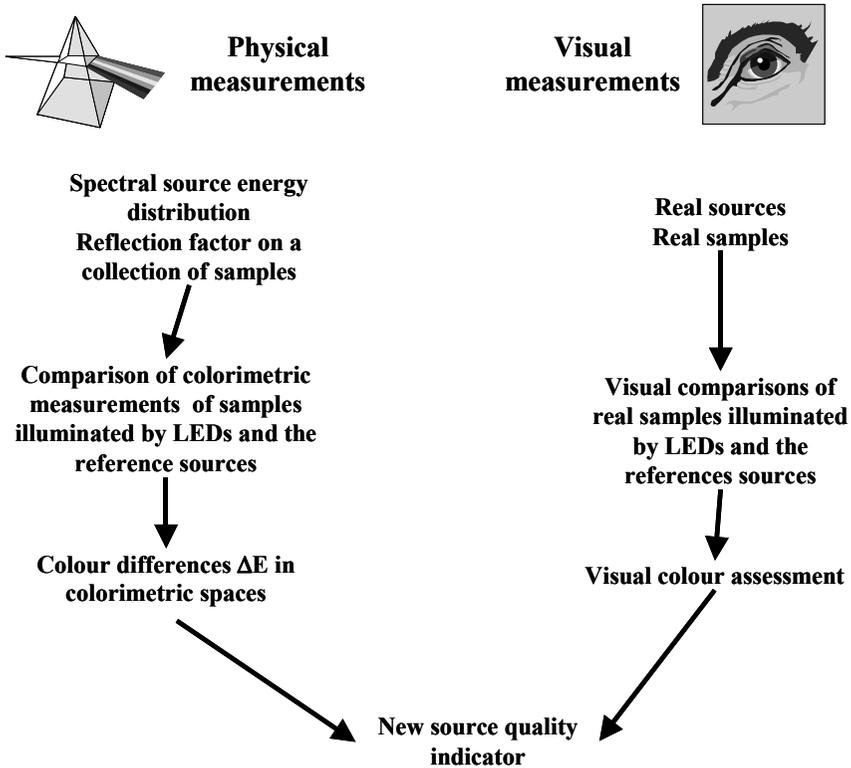 Physical
measurements
Visual
measurements
Spectral source energy
distribution
Reflection factor on a
collection of samples
Real sources
Real samples
Comparison of colorimetric
measurements of samples
illuminated by LEDs and the
reference sources
Visual comparisons of
real samples illuminated
by LEDs and the
references sources
Colour differences ΔE in
colorimetric spaces
Visual colour assessment
New source quality
indicator